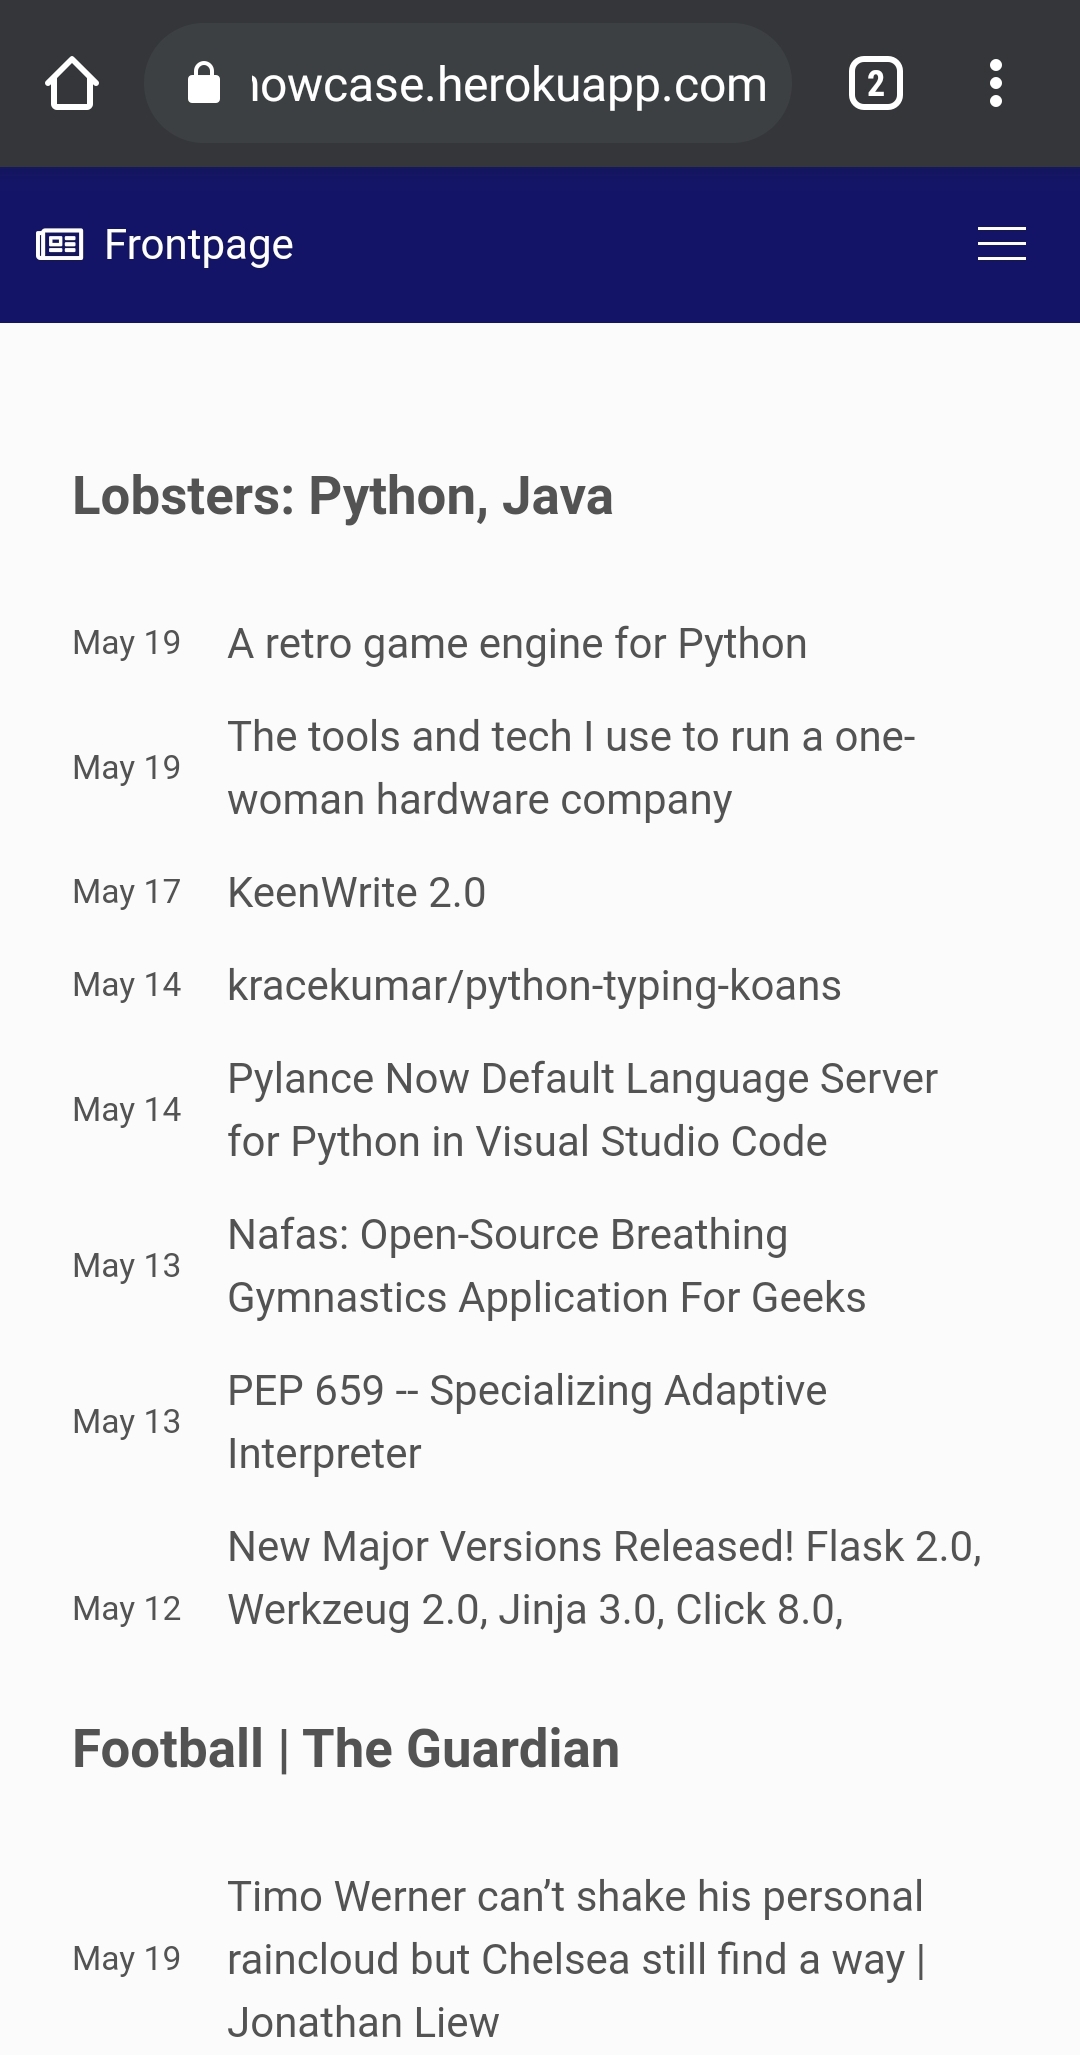 howcase.herokuapp.com
2
Frontpage
Lobsters: Python, Java
May 19 A retro game engine for Python
May 19 The tools and tech I use to run a one-
woman hardware company
May 17 KeenWrite 2.0
May 14 kracekumar/python-typing-koans
May 14 Pylance Now Default Language Server
for Python in Visual Studio Code
May 13 Nafas: Open-Source Breathing
Gymnastics Application For Geeks
May 13 PEP 659 -- Specializing Adaptive
Interpreter
New Major Versions Released! Flask 2.0,
May 12 Werkzeug 2.0, Jinja 3.0, Click 8.0,
Football | The Guardian
Timo Werner can’t shake his personal
May 19 raincloud but Chelsea still find a way |
Jonathan Liew